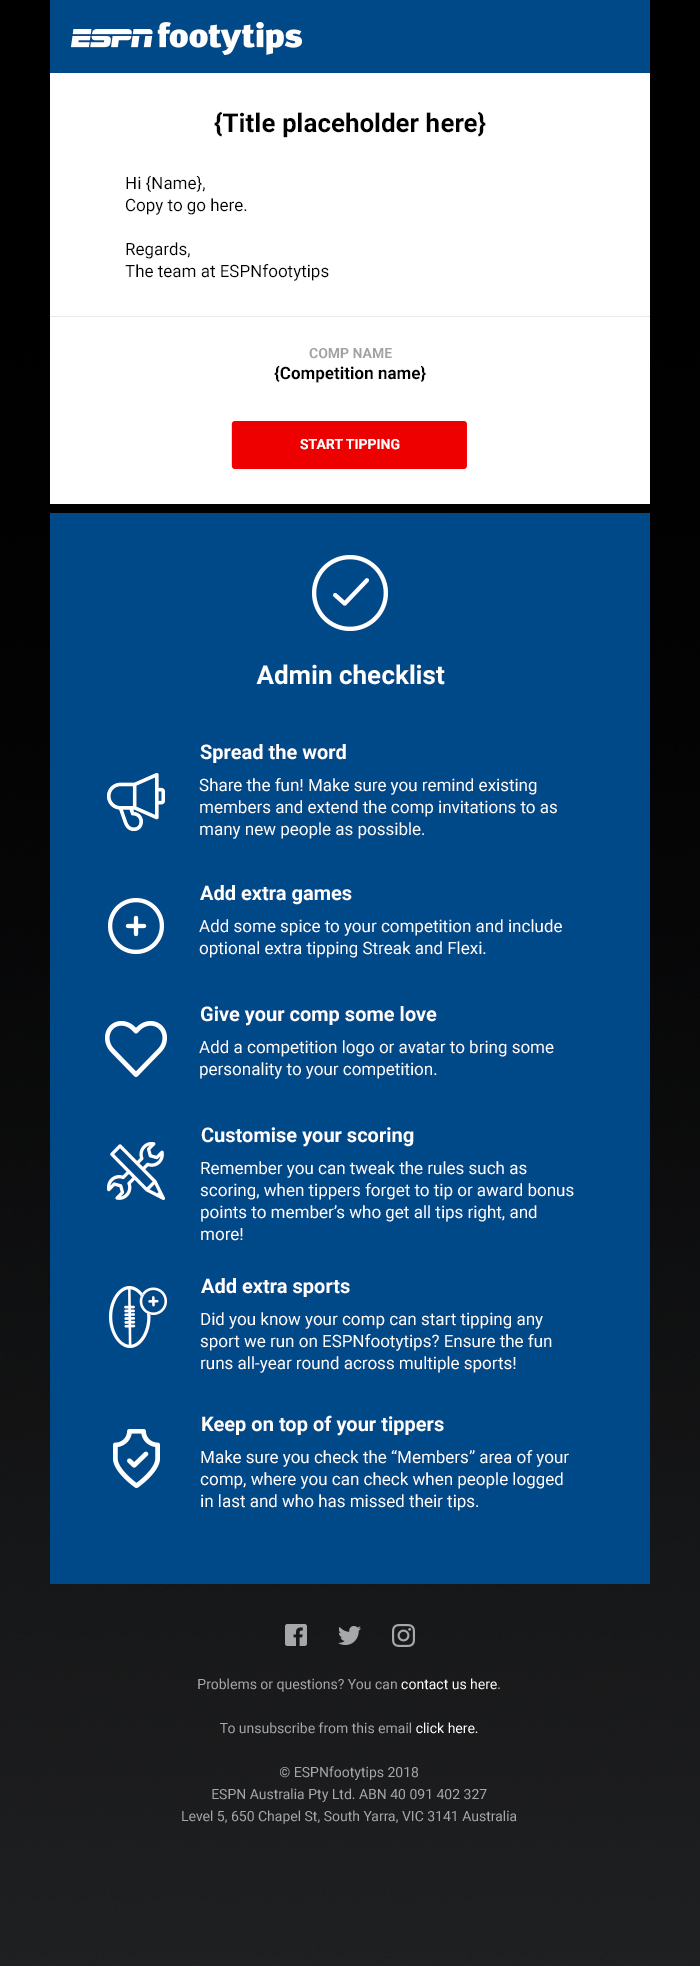 ESPN footytips
{Title placeholder here}
Hi {Name},
Copy to go here.
Regards,
The team at ESPNfootytips
COMP NAME
{Competition name}
START TIPPING
Admin checklist
Spread the word
Share the fun! Make sure you remind existing
members and extend the comp invitations to as
many new people as possible.
Add extra games
Add some spice to your competition and include
optional extra tipping Streak and Flexi.
Give your comp some love
Add a competition logo or avatar to bring some
personality to your competition.
Customise your scoring
Remember you can tweak the rules such as
scoring, when tippers forget to tip or award bonus
points to member’s who get all tips right, and
more!
Add extra sports
Did you know your comp can start tipping any
sport we run on ESPNfootytips? Ensure the fun
runs all-year round across multiple sports!
Keep on top of your tippers
Make sure you check the “Members” area of your
comp, where you can check when people logged
in last and who has missed their tips.
Problems or questions? You can contact us here.
To unsubscribe from this email click here.
© ESPNfootytips 2018
ESPN Australia Pty Ltd. ABN 40 091 402 327
Level 5, 650 Chapel St, South Yarra, VIC 3141 Australia